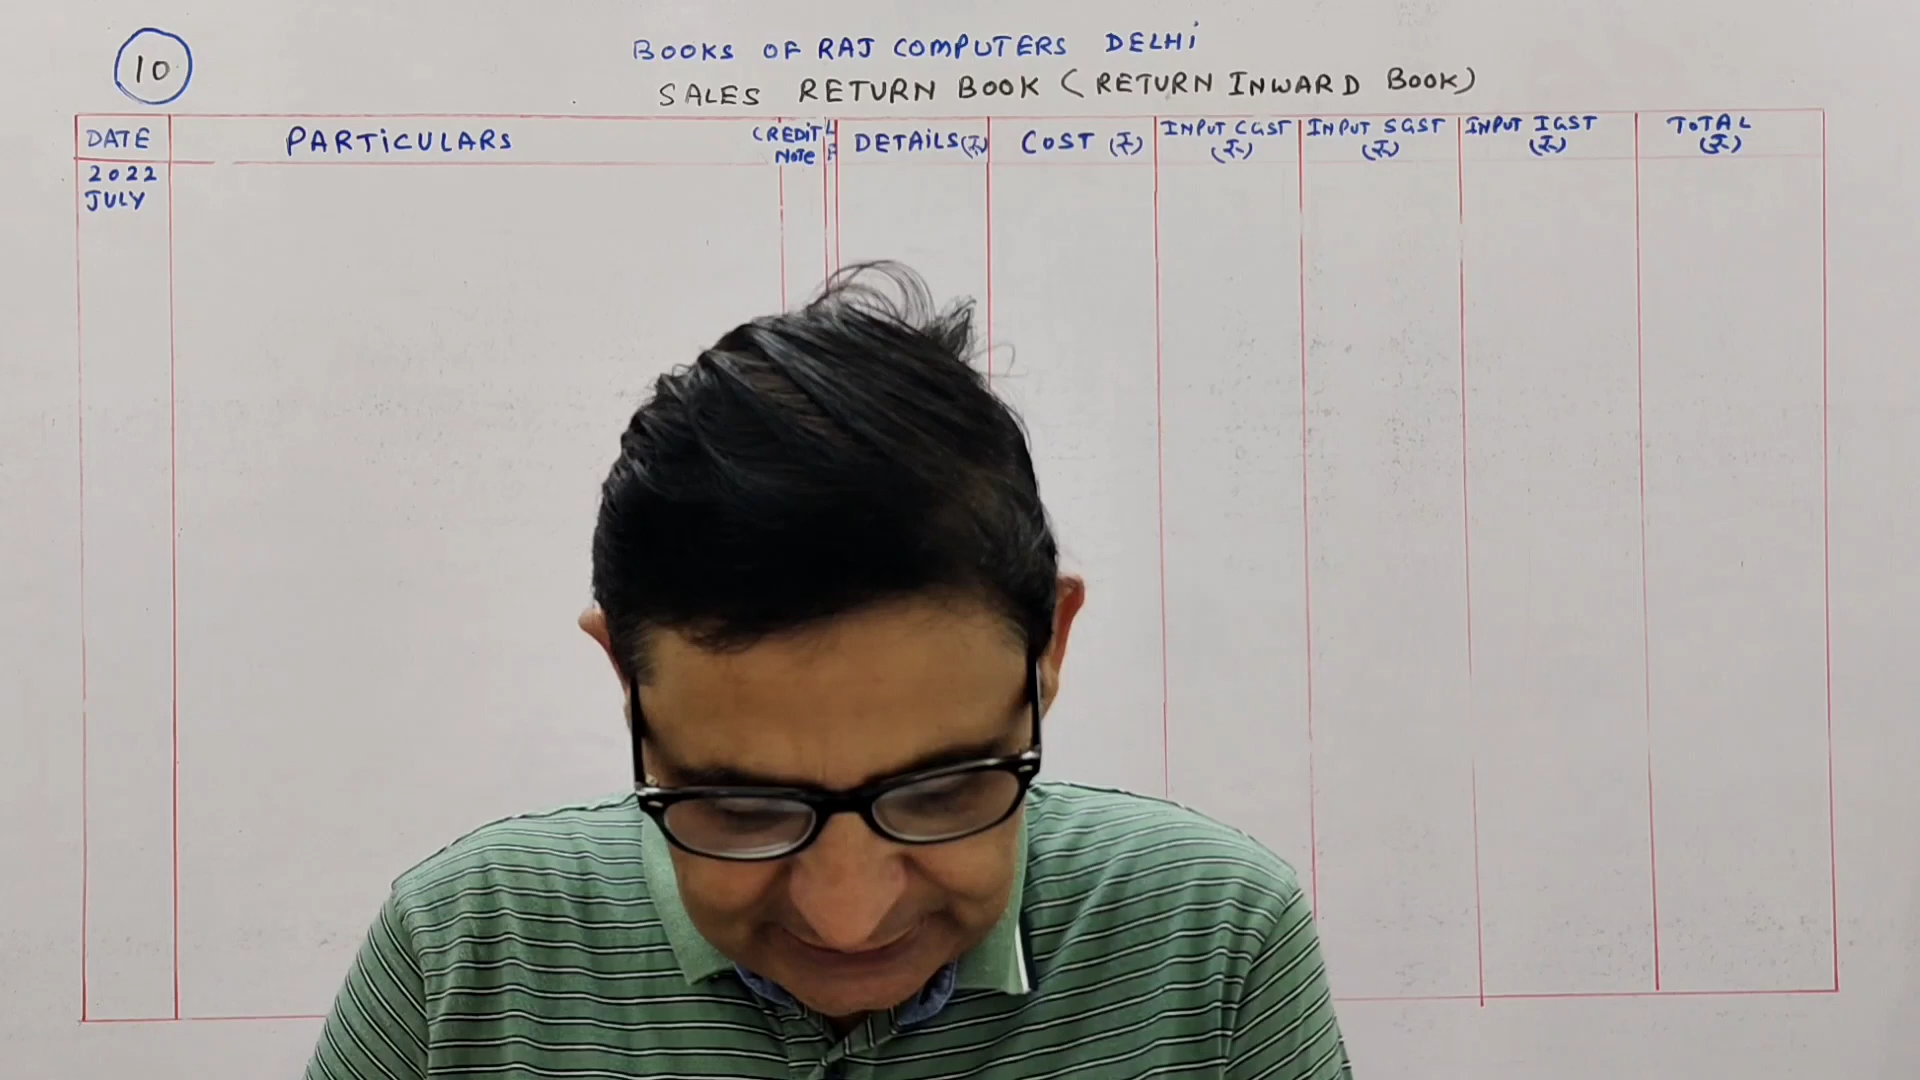 10
BOOKS OF RAJ COMPUTERS DELHI
SALES RETURN BOOK (RETURN INWARD BOOK)
DATE PARTICULARS CREDIT NOTE LF DETAILS (₹) COST (₹) INPUT CGST (₹) INPUT SGST (₹) INPUT IGST (₹) TOTAL (₹)
2022
JULY